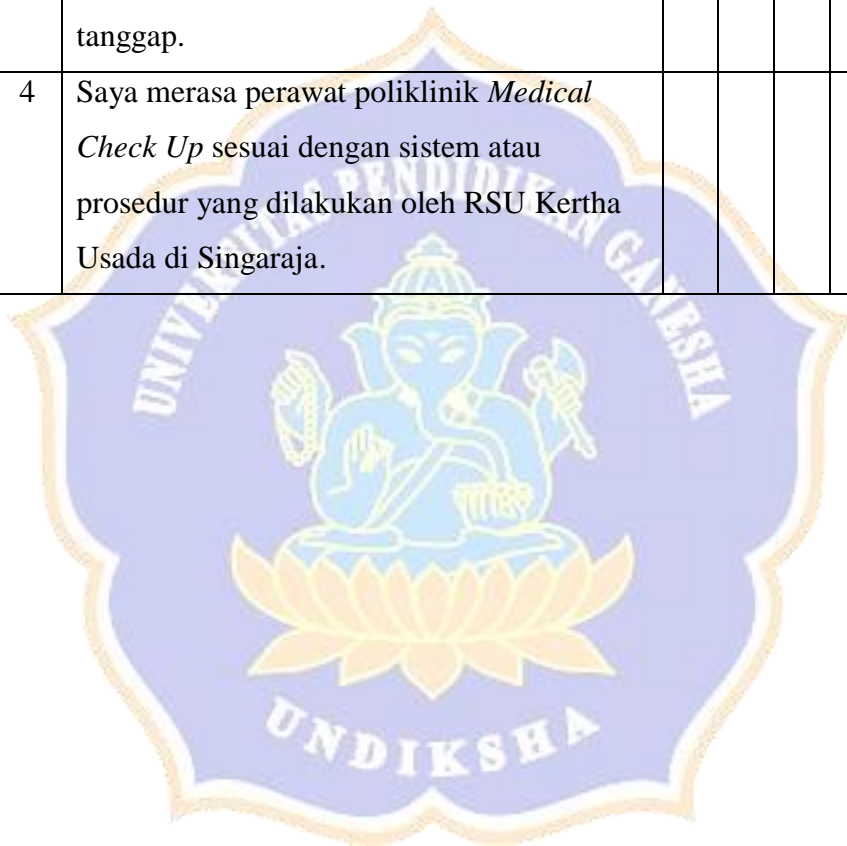 tanggap.
4 Saya merasa perawat poliklinik Medical
Check Up sesuai dengan sistem atau
prosedur yang dilakukan oleh RSU Kertha
Usada di Singaraja.
UNIVERSITAS PENDIDIKAN GANESHA
UNDIKSHA